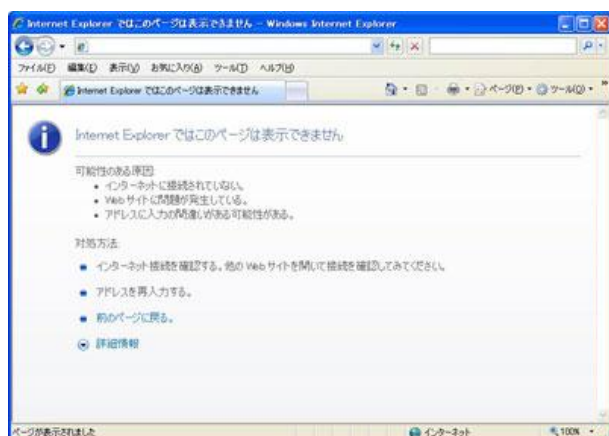 Internet Explorer ではこのページは表示できません - Windows Internet Explorer
ファイル(F) 編集(E) 表示(V) お気に入り(A) ツール(T) ヘルプ(H)
Internet Explorer ではこのページは表示できません
ページ(P) ツール(O)
Internet Explorer ではこのページは表示できません
可能性のある原因:
インターネットに接続されていない。
Web サイトに問題が発生している。
アドレスに入力の間違いがある可能性がある。
対処方法:
インターネット接続を確認する。他の Web サイトを開いて接続を確認してみてください。
アドレスを再入力する。
前のページに戻る。
詳細情報
ページが表示されました インターネット 100%